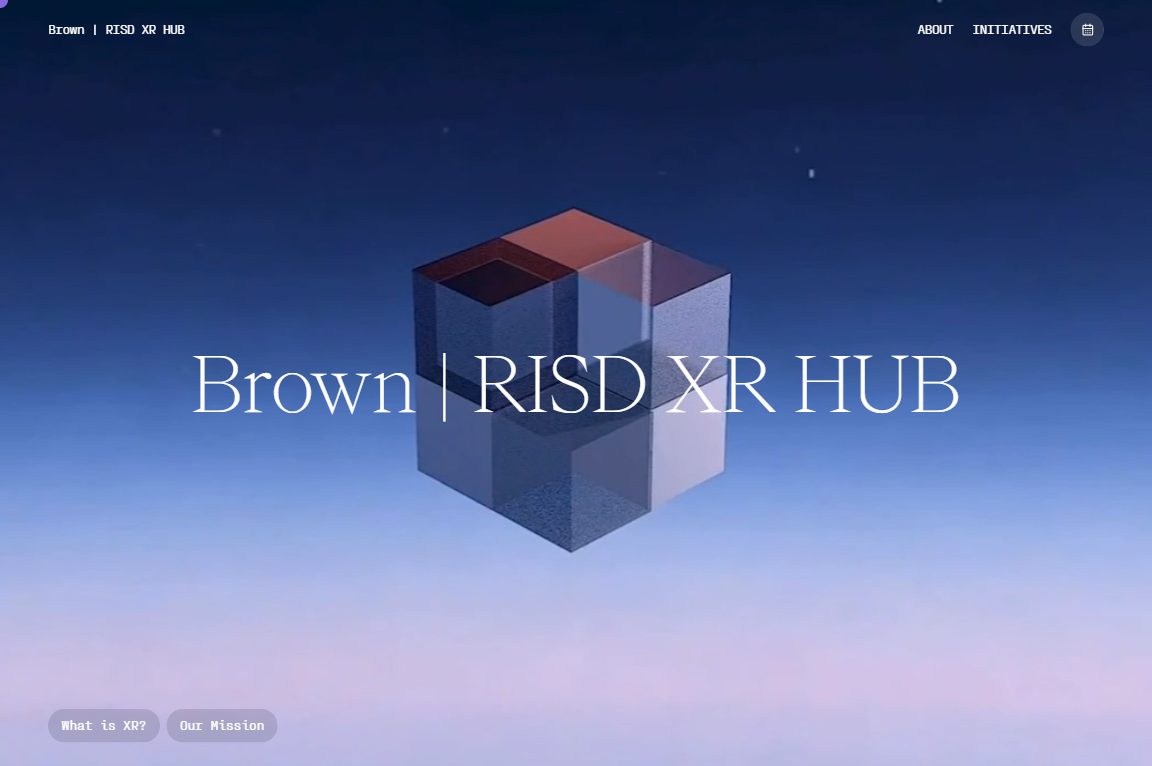 Brown | RISD XR HUB
ABOUT
INITIATIVES
Brown | RISD XR HUB
What is XR?
Our Mission